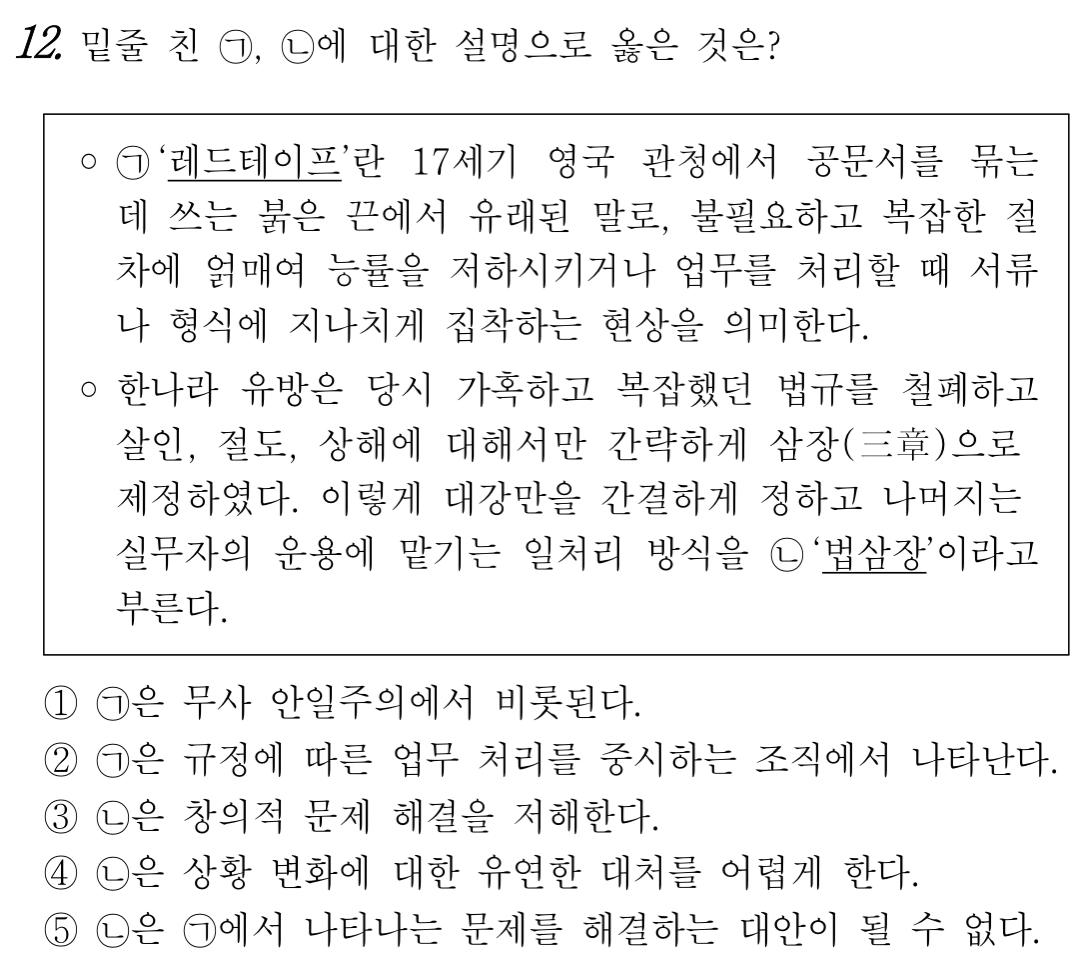 12. 밑줄 친 ㉠, ㉡에 대한 설명으로 옳은 것은?
○ ㉠ ‘레드테이프’란 17세기 영국 관청에서 공문서를 묶는
데 쓰는 붉은 끈에서 유래된 말로, 불필요하고 복잡한 절
차에 얽매여 능률을 저하시키거나 업무를 처리할 때 서류
나 형식에 지나치게 집착하는 현상을 의미한다.
○ 한나라 유방은 당시 가혹하고 복잡했던 법규를 철폐하고
살인, 절도, 상해에 대해서만 간략하게 삼장(三章)으로
제정하였다. 이렇게 대강만을 간결하게 정하고 나머지는
실무자의 운용에 맡기는 일처리 방식을 ㉡ ‘법삼장’이라고
부른다.
① ㉠은 무사 안일주의에서 비롯된다.
② ㉠은 규정에 따른 업무 처리를 중시하는 조직에서 나타난다.
③ ㉡은 창의적 문제 해결을 저해한다.
④ ㉡은 상황 변화에 대한 유연한 대처를 어렵게 한다.
⑤ ㉡은 ㉠에서 나타나는 문제를 해결하는 대안이 될 수 없다.